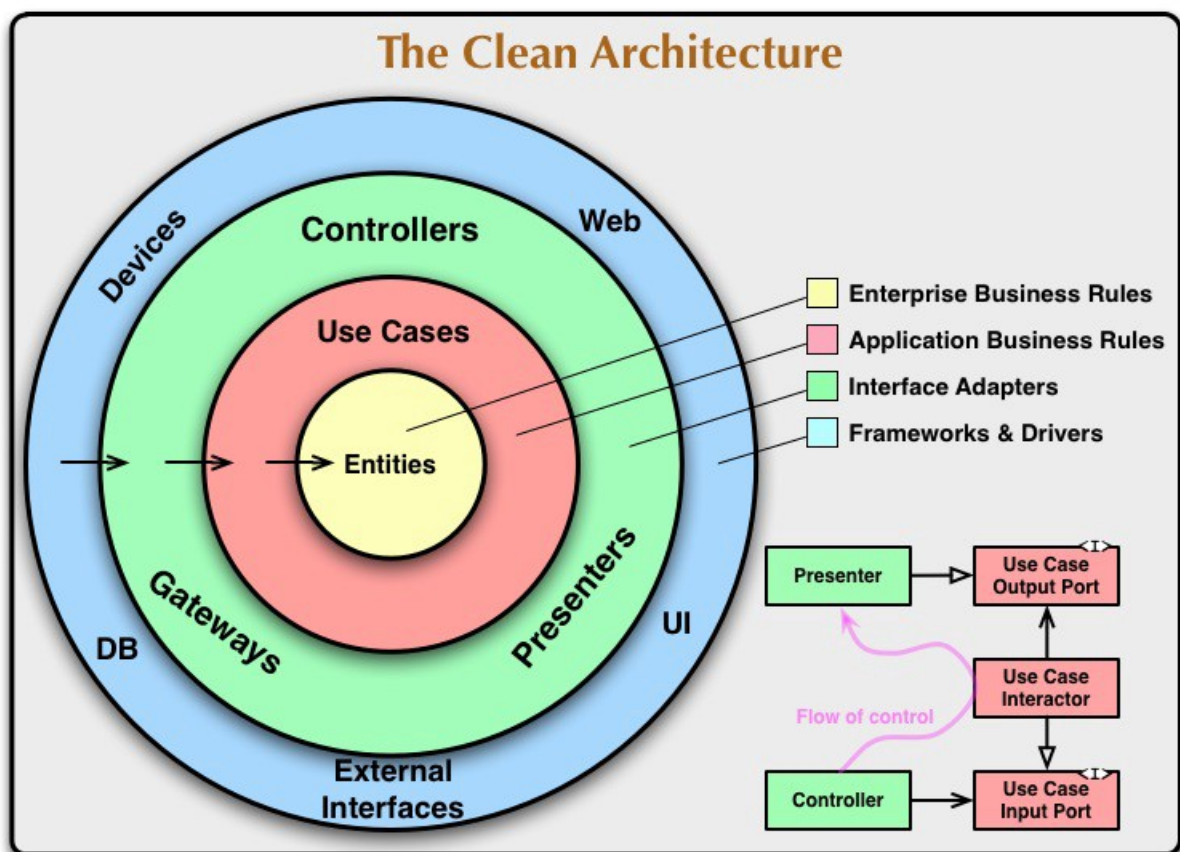 The Clean Architecture
Devices
Controllers
Web
Use Cases
Entities
Gateways
Presenters
DB
UI
External
Interfaces
Enterprise Business Rules
Application Business Rules
Interface Adapters
Frameworks & Drivers
Presenter
<I>
Use Case
Output Port
Use Case
Interactor
Flow of control
Controller
<I>
Use Case
Input Port